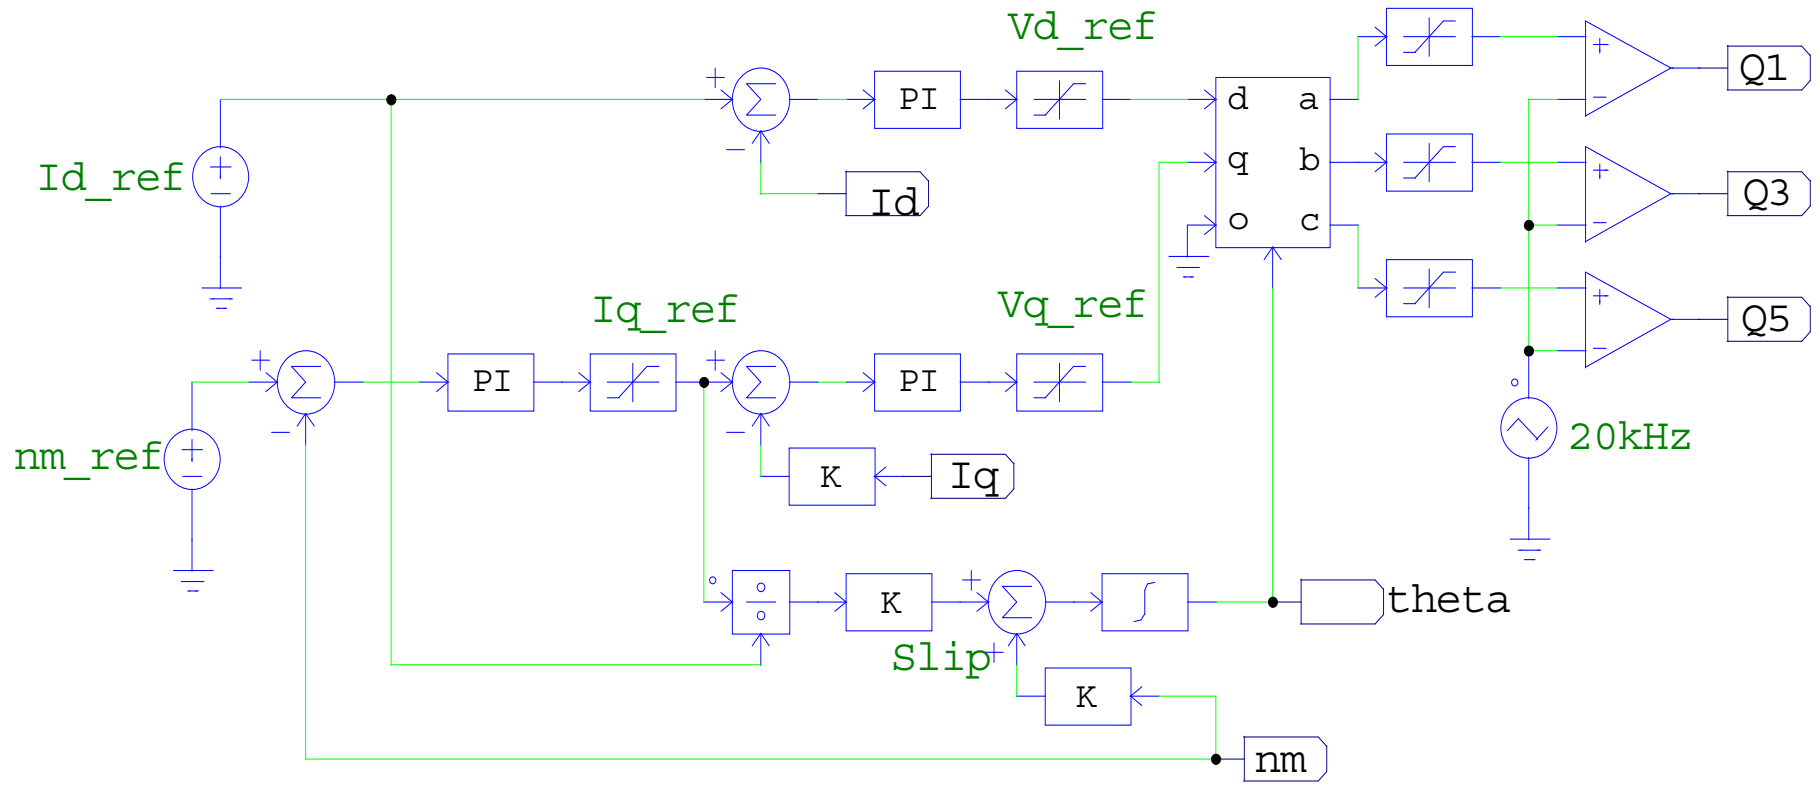 Vd_ref
Q1
+
−
Σ
PI
d a
Id_ref
+
−
Id
q b
+
−
Q3
o c
Iq_ref
Vq_ref
+
−
Q5
+
−
Σ
PI
+
−
Σ
PI
nm_ref
+
−
K
Iq
20kHz
÷
K
+
Σ
∫
theta
Slip
+
K
nm